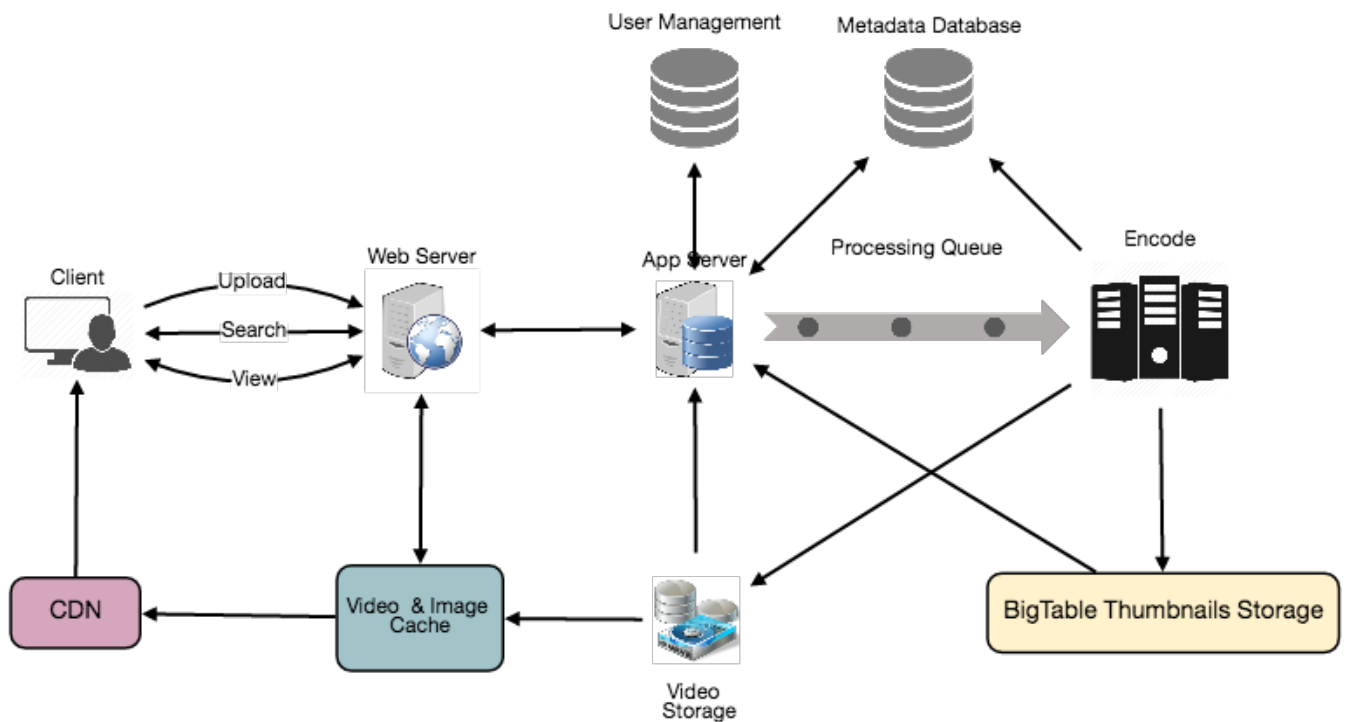 User Management
Metadata Database
Web Server
App Server
Processing Queue
Encode
Client
Upload
Search
View
CDN
Video & Image
Cache
BigTable Thumbnails Storage
Video
Storage